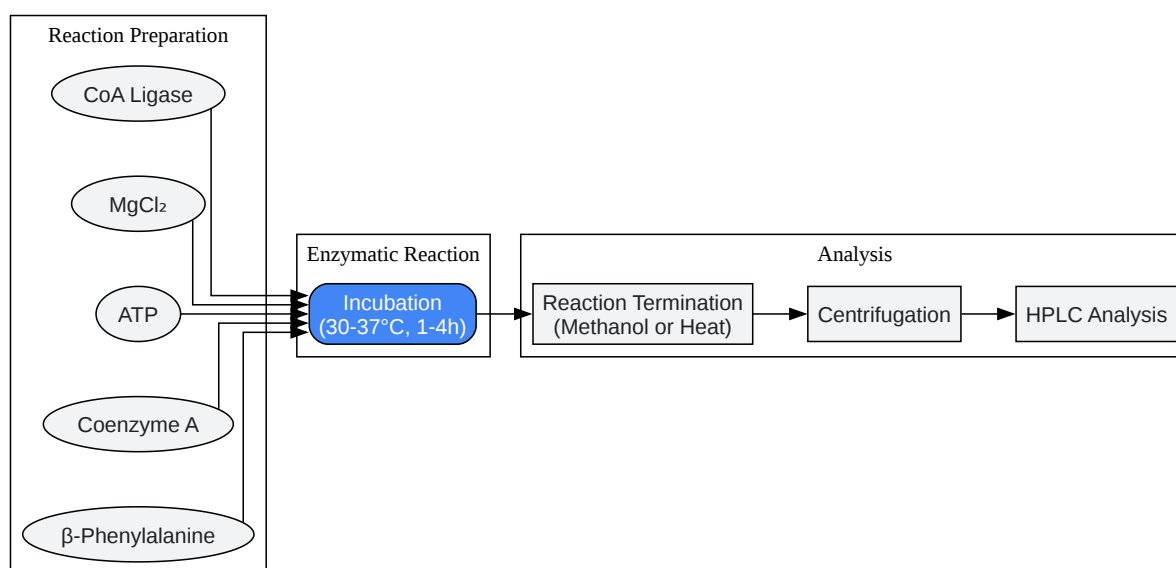 Reaction Preparation
CoA Ligase
MgCl₂
ATP
Coenzyme A
β-Phenylalanine
Enzymatic Reaction
Incubation
(30-37°C, 1-4h)
Analysis
Reaction Termination
(Methanol or Heat)
Centrifugation
HPLC Analysis